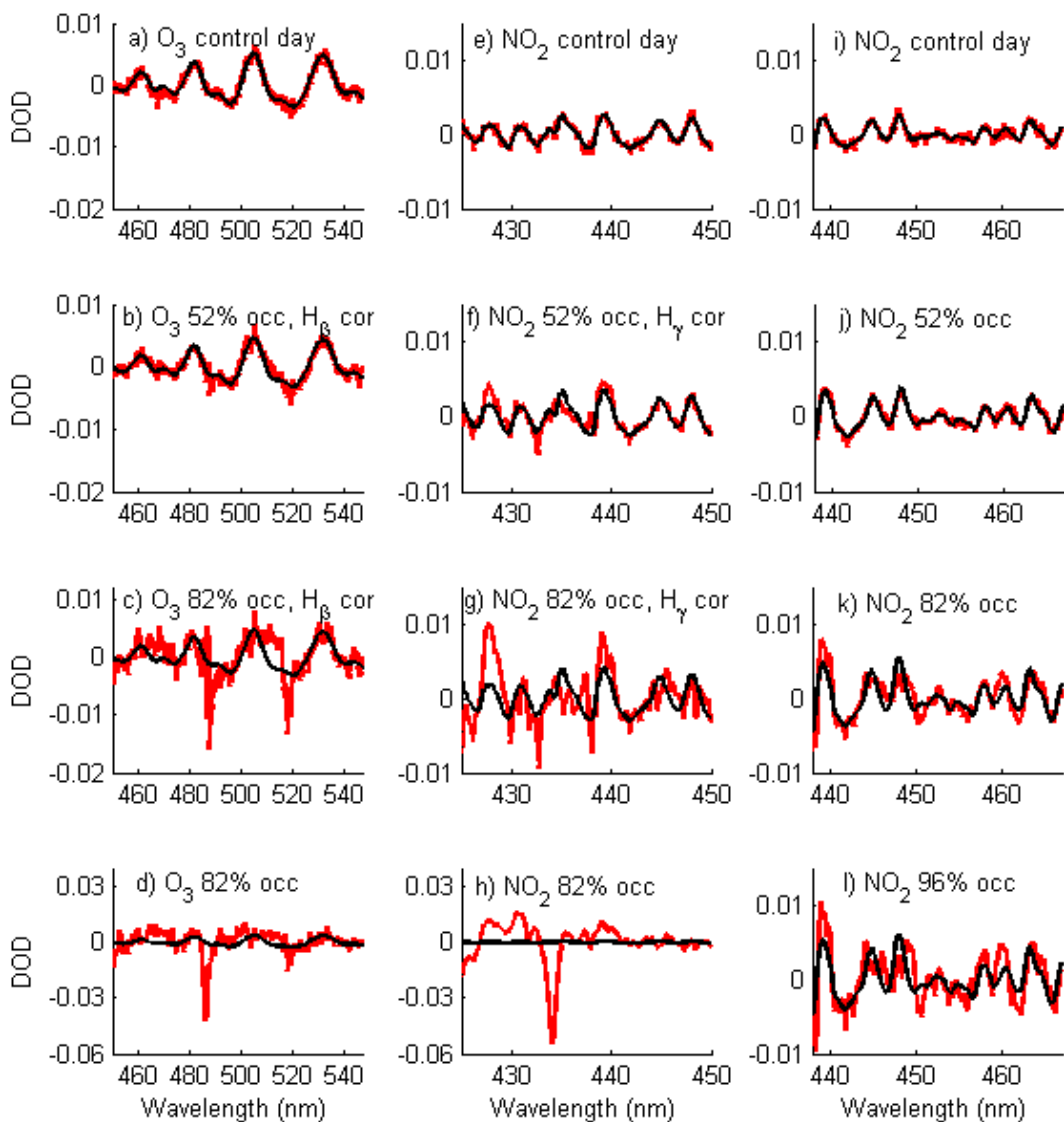 a) O₃ control day
0.01
0
-0.01
-0.02
DOD
460 480 500 520 540
e) NO₂ control day
0.01
0
-0.01
430 440 450
i) NO₂ control day
0.01
0
-0.01
440 450 460
b) O₃ 52% occ, Hβ cor
0.01
0
-0.01
-0.02
DOD
460 480 500 520 540
f) NO₂ 52% occ, Hγ cor
0.01
0
-0.01
430 440 450
j) NO₂ 52% occ
0.01
0
-0.01
440 450 460
c) O₃ 82% occ, Hβ cor
0.01
0
-0.01
-0.02
DOD
460 480 500 520 540
g) NO₂ 82% occ, Hγ cor
0.01
0
-0.01
430 440 450
k) NO₂ 82% occ
0.01
0
-0.01
440 450 460
d) O₃ 82% occ
0.03
0
-0.03
-0.06
DOD
460 480 500 520 540
Wavelength (nm)
h) NO₂ 82% occ
0.03
0
-0.03
-0.06
430 440 450
Wavelength (nm)
l) NO₂ 96% occ
0.01
0
-0.01
440 450 460
Wavelength (nm)